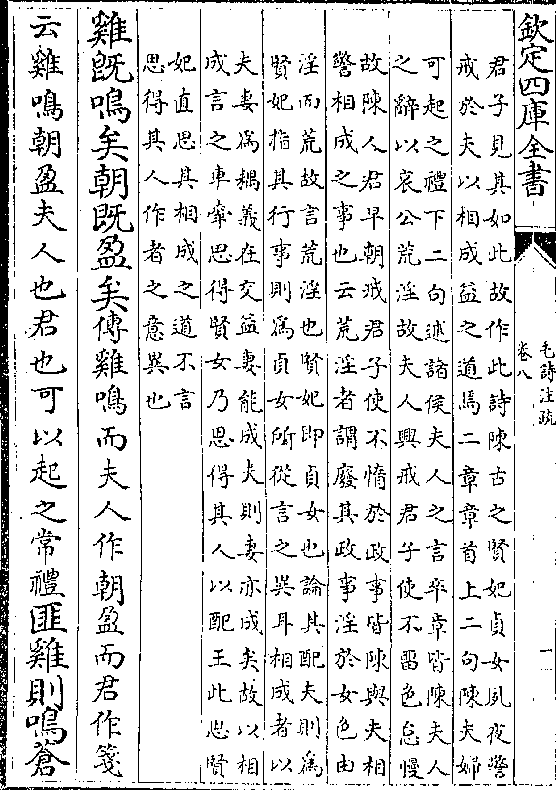 欽定四庫全書
毛詩注疏
卷八
一
君子見其如此故作此詩陳古之賢妃貞女夙夜警
戒於夫以相成益之道焉二章章首上二句陳夫婦
可起之禮下二句述諸侯夫人之言卒章皆陳夫人
之辭以哀公荒淫故夫人興戒君子使不留色怠慢
故陳人君早朝戒君子使不惰於政事皆陳與夫相
警相成之事也云荒淫者謂廢其政事淫於女色由
淫而荒故言荒淫也賢妃即貞女也論其配夫則為
賢妃指其行事則為貞女所從言之異耳相成者以
夫妻為耦義在交益妻能成夫則妻亦成矣故以相
成言之車舝思得賢女乃思得其人以配王此思賢
妃直思其相成之道不言
思得其人作者之意異也
雞既鳴矣朝既盈矣傳雞鳴而夫人作朝盈而君作箋
云雞鳴朝盈夫人也君也可以起之常禮匪雞則鳴蒼